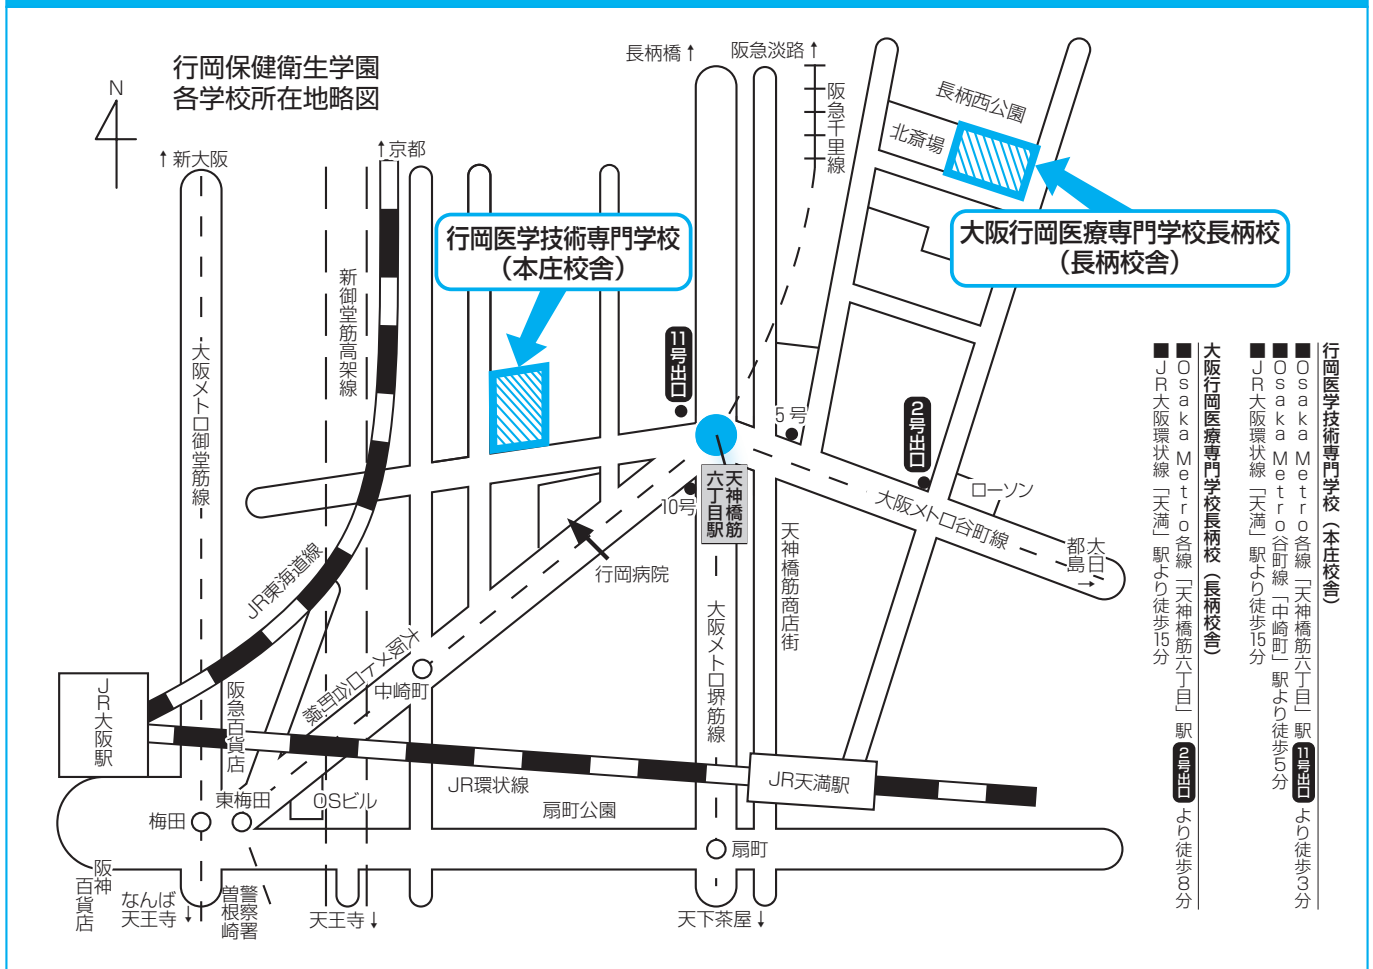 行岡保健衛生学園
各学校所在地略図
N
↑新大阪
↑京都
長柄橋↑
阪急淡路↑
阪急千里線
長柄西公園
北斎場
大阪行岡医療専門学校長柄校
（長柄校舎）
行岡医学技術専門学校
（本庄校舎）
新御堂筋高架線
大阪メトロ御堂筋線
11号出口
5号
2号出口
ローソン
天神橋筋
六丁目駅
10号
大阪メトロ谷町線
大日
都島
→
行岡病院
天神橋筋商店街
大阪メトロ堺筋線
JR東海道線
大阪メトロ谷町線
中崎町
JR大阪駅
阪急百貨店
JR環状線
JR天満駅
東梅田
OSビル
扇町公園
梅田
扇町
阪神
百貨店
なんば
天王寺↓
曽根崎
警察署
天王寺↓
天下茶屋↓
行岡医学技術専門学校（本庄校舎）
■Osaka Metro各線「天神橋筋六丁目」駅 11号出口 より徒歩3分
■Osaka Metro谷町線「中崎町」駅より徒歩5分
■JR大阪環状線「天満」駅より徒歩15分
大阪行岡医療専門学校長柄校（長柄校舎）
■Osaka Metro各線「天神橋筋六丁目」駅 2号出口 より徒歩8分
■JR大阪環状線「天満」駅より徒歩15分